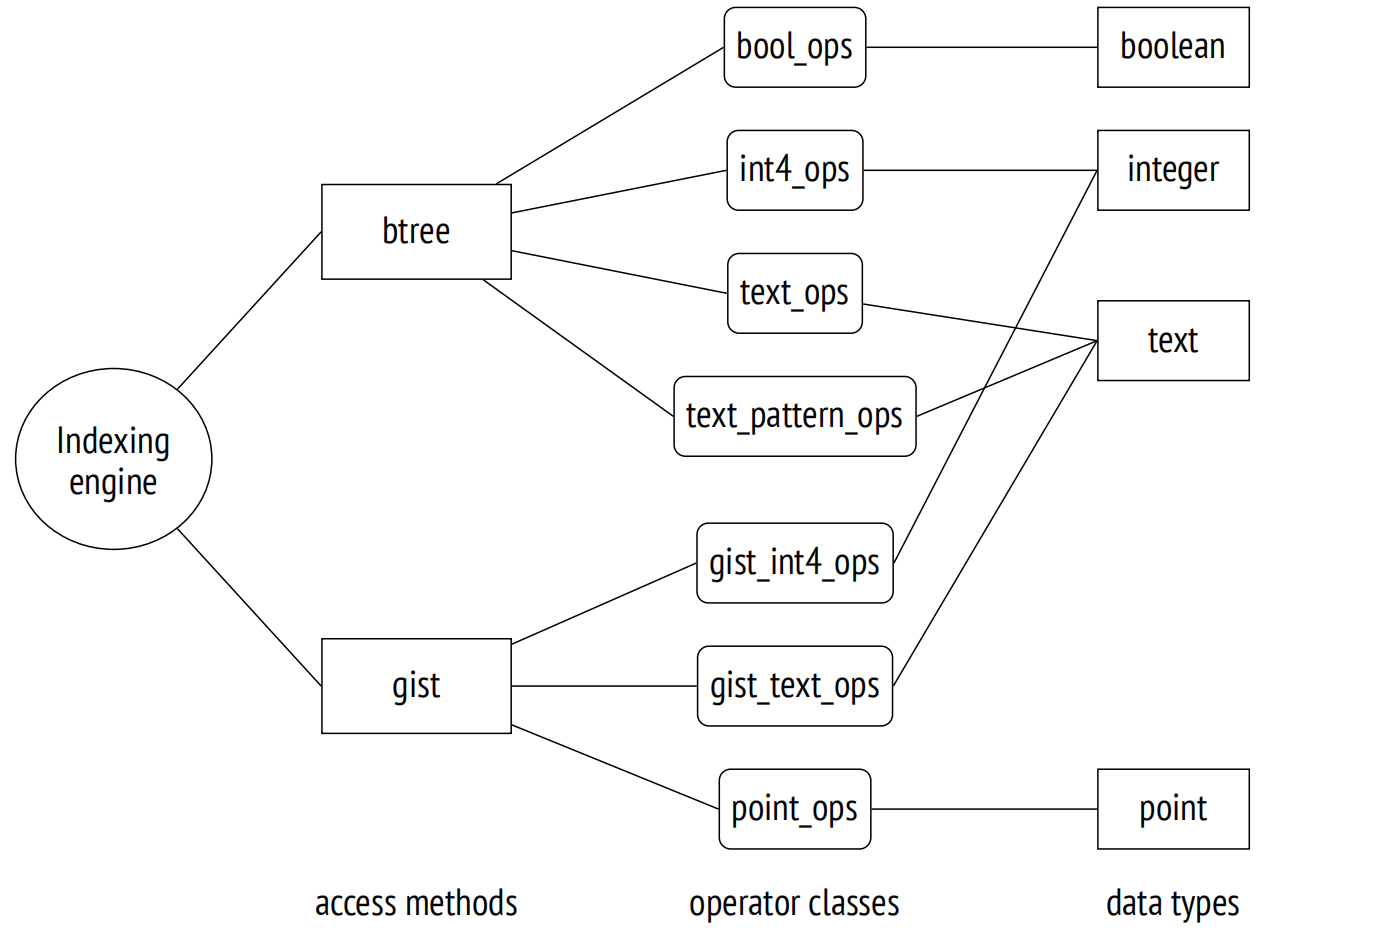 bool_ops
boolean
int4_ops
integer
btree
text_ops
text
text_pattern_ops
Indexing
engine
gist_int4_ops
gist
gist_text_ops
point_ops
point
access methods
operator classes
data types